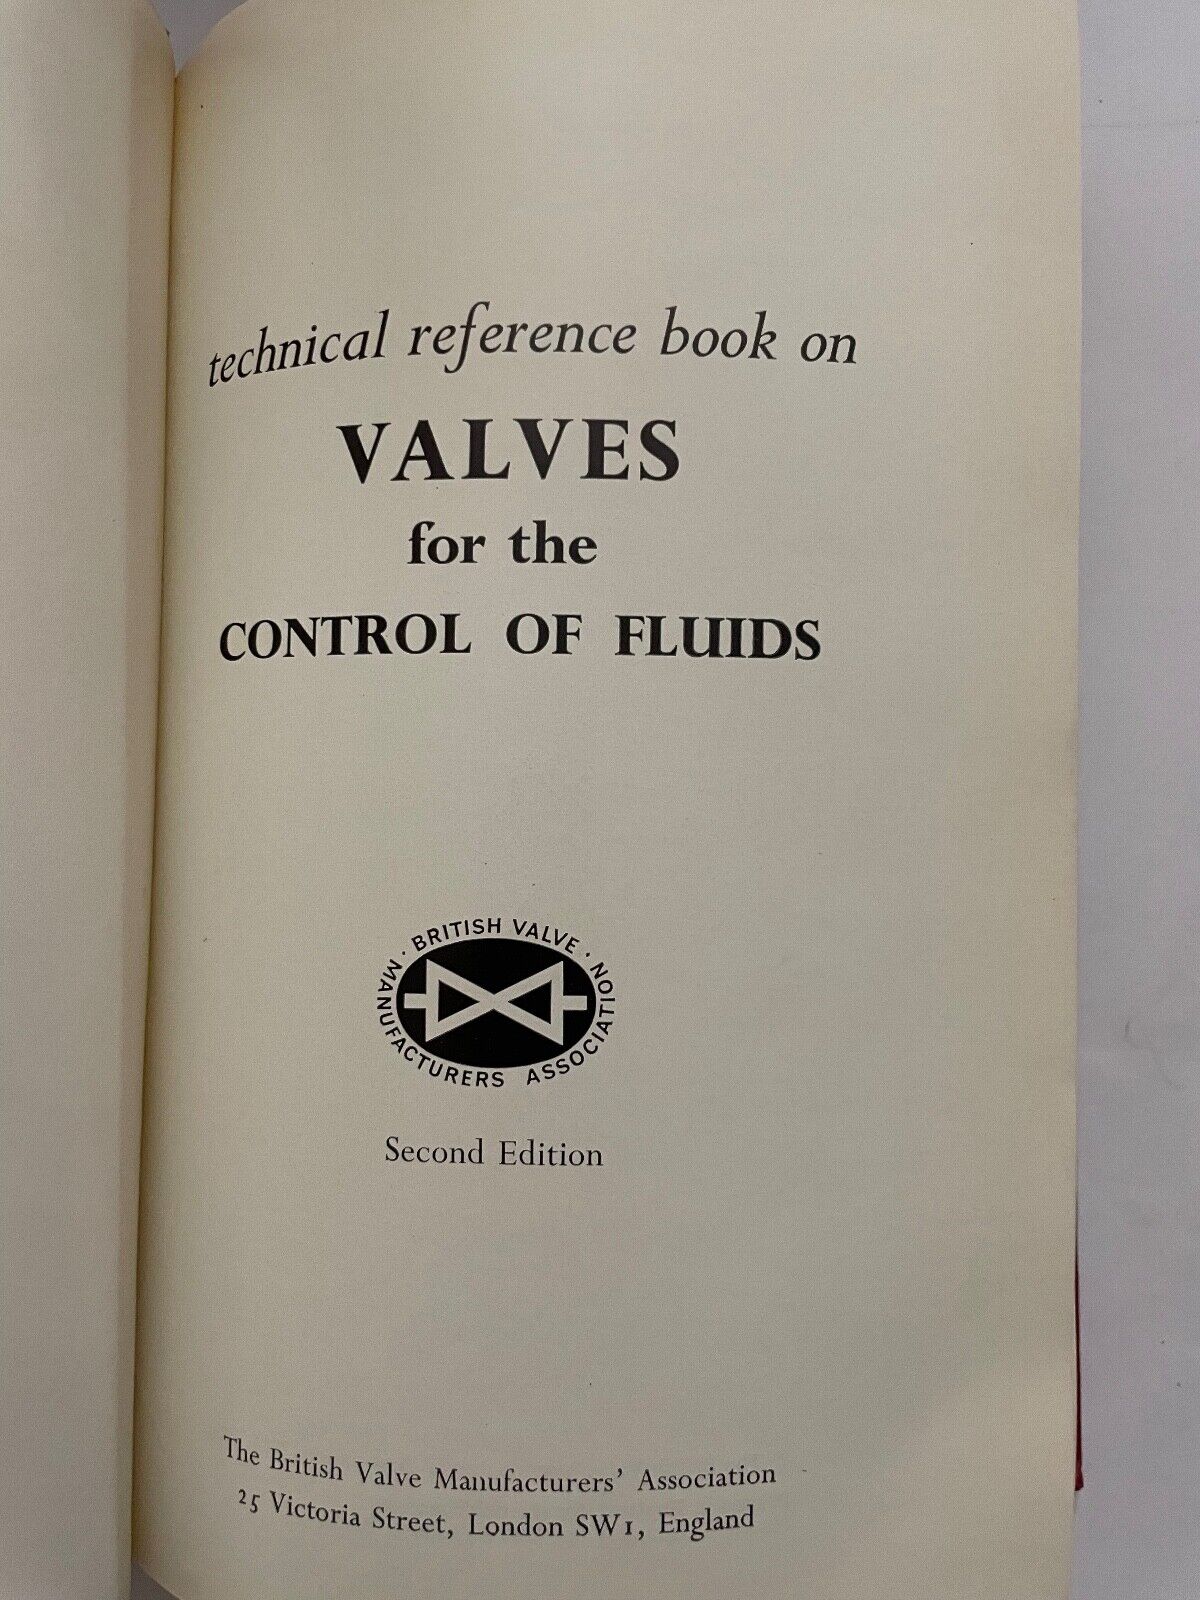 technical reference book on
VALVES
for the
CONTROL OF FLUIDS
· BRITISH VALVE ·
MANUFACTURERS ASSOCIATION
Second Edition
The British Valve Manufacturers' Association
25 Victoria Street, London SW1, England